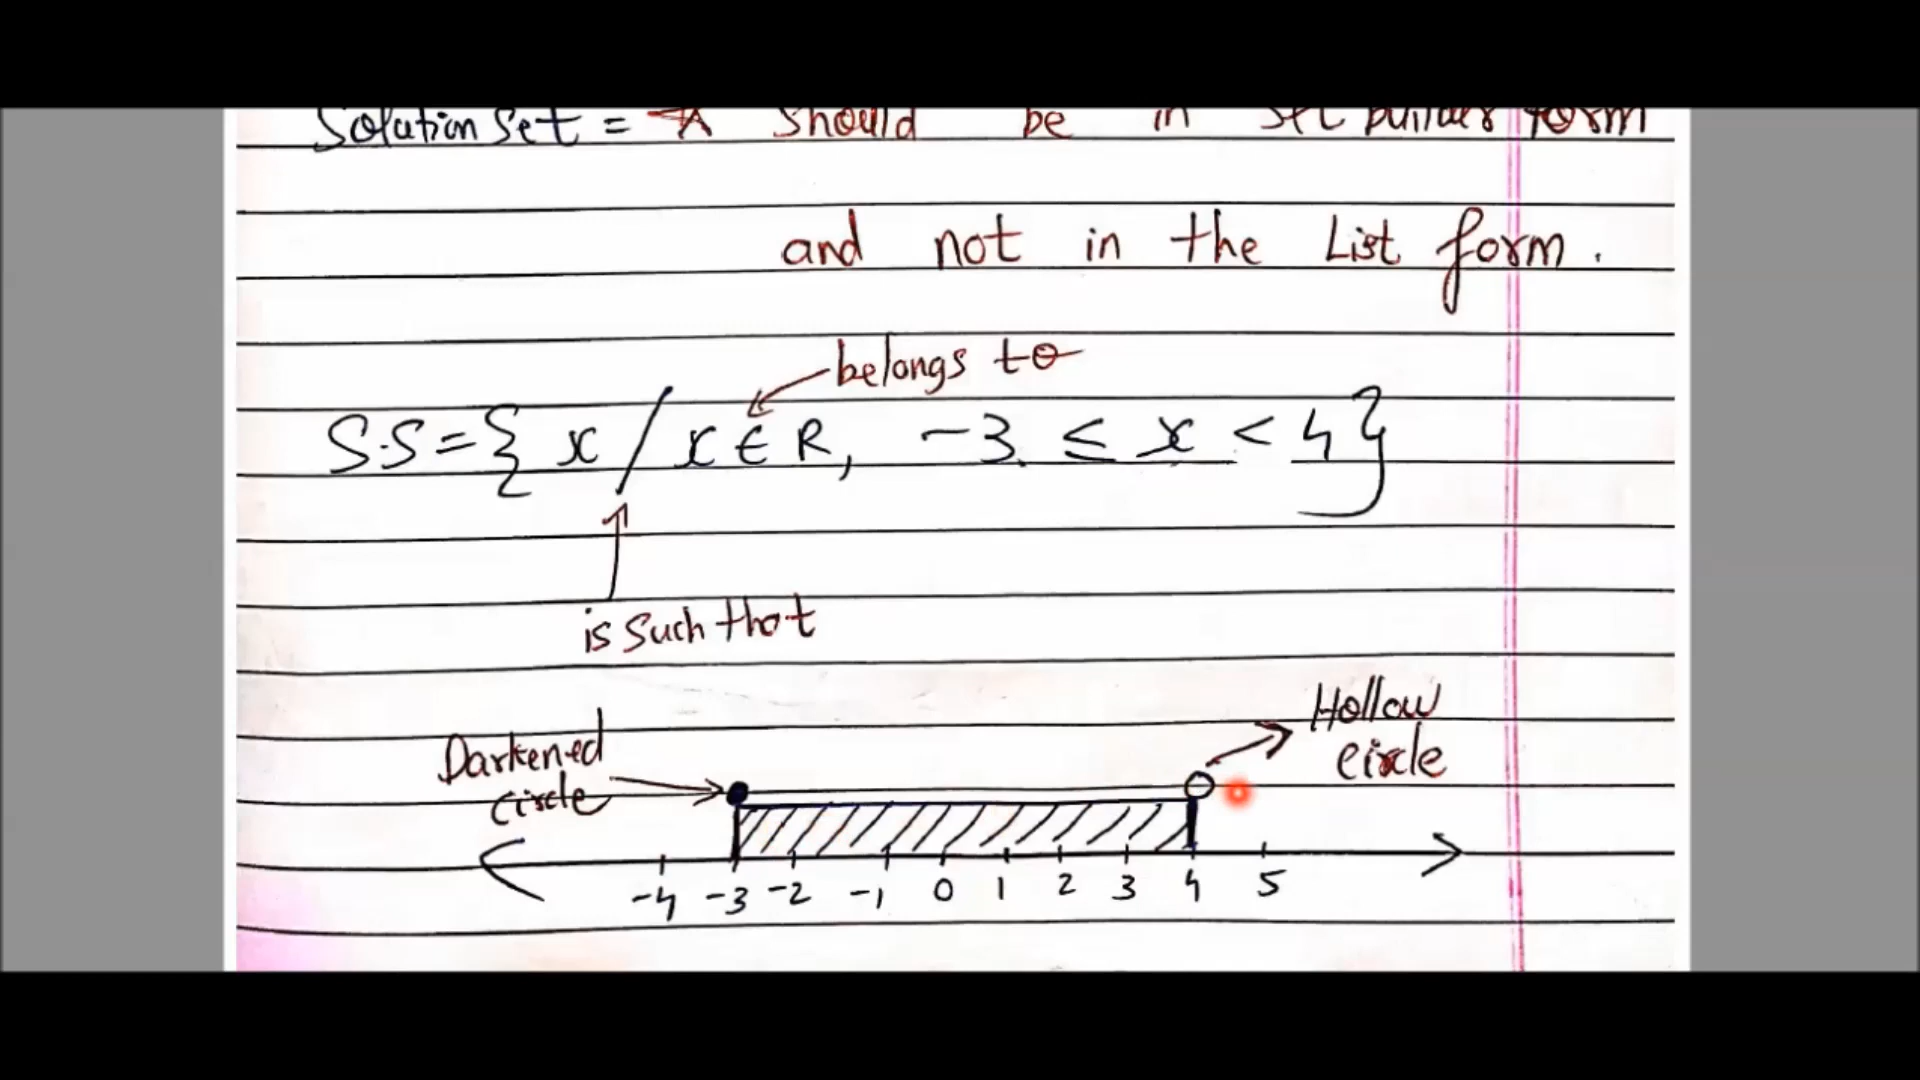 Solution Set = A should be in set builder form
and not in the List form.
belongs to
S.S = { x / x ∈ R, -3 ≤ x < 4 }
is such that
Hollow
circle
Darkened
circle
-4 -3 -2 -1 0 1 2 3 4 5